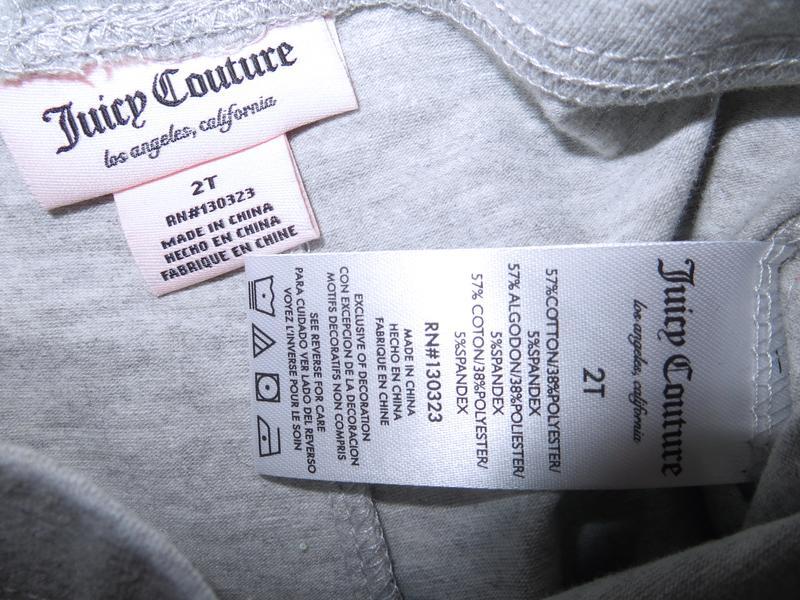 Juicy Couture
los angeles, california
2T
RN#130323
MADE IN CHINA
HECHO EN CHINA
FABRIQUE EN CHINE
Juicy Couture
los angeles, california
2T
57%COTTON/38%POLYESTER/
5%SPANDEX
57% ALGODON/38%POLIESTER/
5%SPANDEX
57% COTON/38%POLYESTER/
5%SPANDEX
RN#130323
MADE IN CHINA
HECHO EN CHINA
FABRIQUE EN CHINE
EXCLUSIVE OF DECORATION
CON EXCEPCION DE LA DECORACION
MOTIFS DECORATIFS NON COMPRIS
SEE REVERSE FOR CARE
PARA CUIDADO VER LADO DEL REVERSO
VOYEZ L'INVERSE POUR LE SOIN